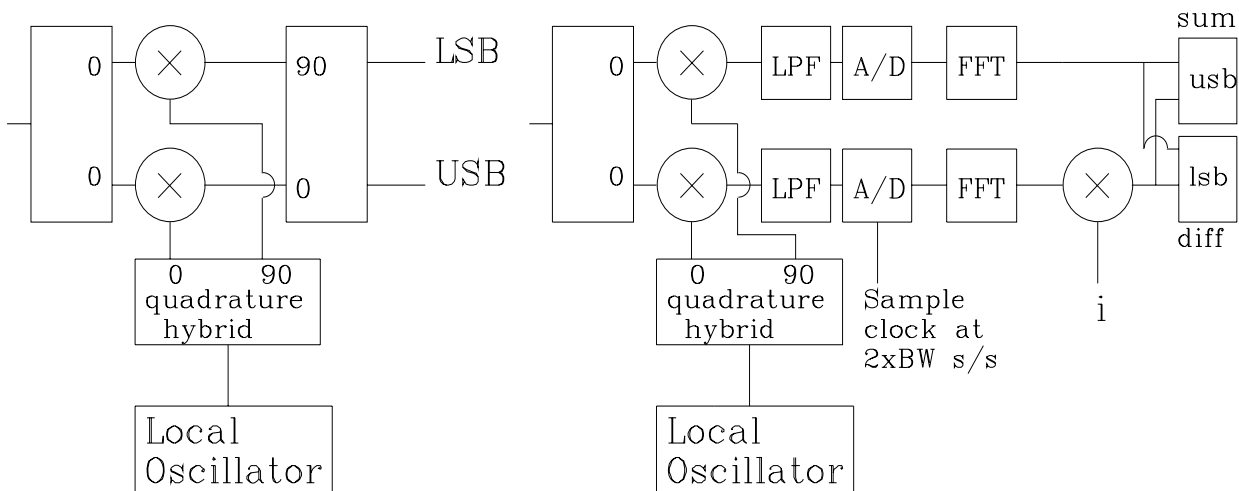 0
×
90
LSB
0
×
0
USB
0 90
quadrature
hybrid
Local
Oscillator
sum
0
×
LPF
A/D
FFT
usb
0
×
LPF
A/D
FFT
×
lsb
diff
0 90
quadrature
hybrid
Sample
clock at
2xBW s/s
i
Local
Oscillator